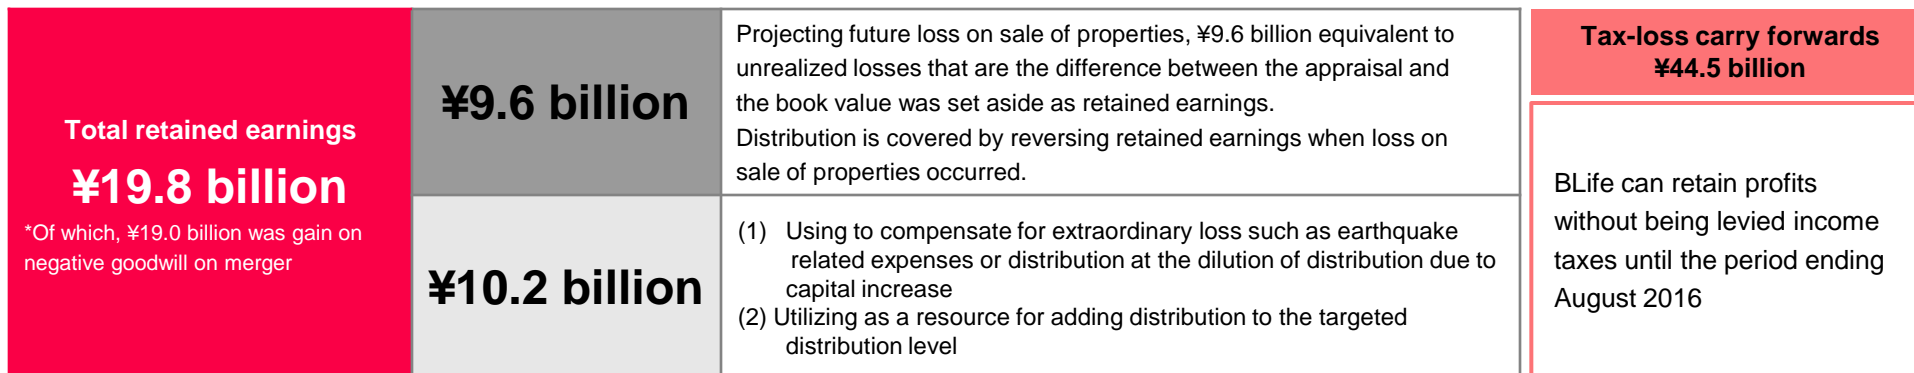 Total retained earnings
¥19.8 billion
*Of which, ¥19.0 billion was gain on
negative goodwill on merger
¥9.6 billion
Projecting future loss on sale of properties, ¥9.6 billion equivalent to
unrealized losses that are the difference between the appraisal and
the book value was set aside as retained earnings.
Distribution is covered by reversing retained earnings when loss on
sale of properties occurred.
¥10.2 billion
(1) Using to compensate for extraordinary loss such as earthquake
related expenses or distribution at the dilution of distribution due to
capital increase
(2) Utilizing as a resource for adding distribution to the targeted
distribution level
Tax-loss carry forwards
¥44.5 billion
BLife can retain profits
without being levied income
taxes until the period ending
August 2016